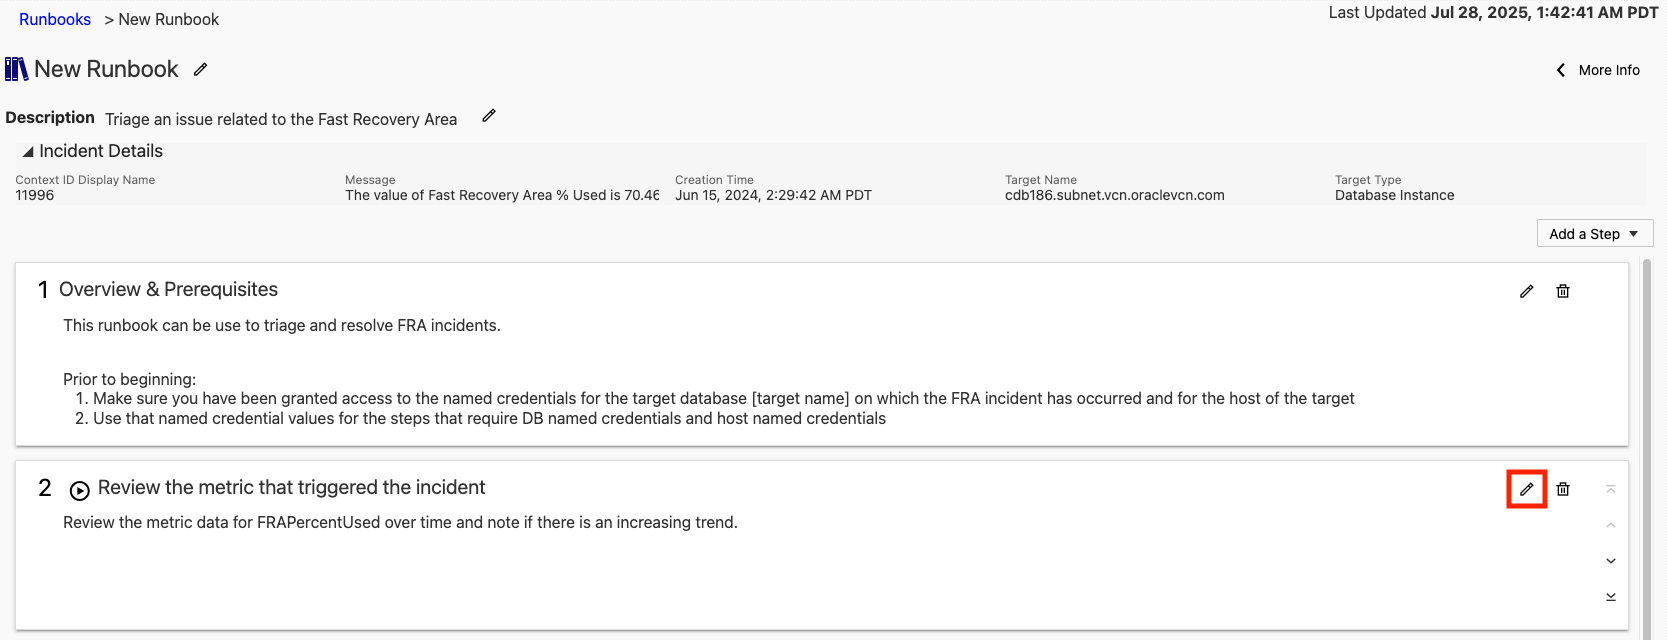 Runbooks > New Runbook
Last Updated Jul 28, 2025, 1:42:41 AM PDT
New Runbook
More Info
Description Triage an issue related to the Fast Recovery Area
Incident Details
Context ID Display Name
11996
Message
The value of Fast Recovery Area % Used is 70.46
Creation Time
Jun 15, 2024, 2:29:42 AM PDT
Target Name
cdb186.subnet.vcn.oraclevcn.com
Target Type
Database Instance
Add a Step
1 Overview & Prerequisites
This runbook can be use to triage and resolve FRA incidents.
Prior to beginning:
1. Make sure you have been granted access to the named credentials for the target database [target name] on which the FRA incident has occurred and for the host of the target
2. Use that named credential values for the steps that require DB named credentials and host named credentials
2 Review the metric that triggered the incident
Review the metric data for FRAPercentUsed over time and note if there is an increasing trend.